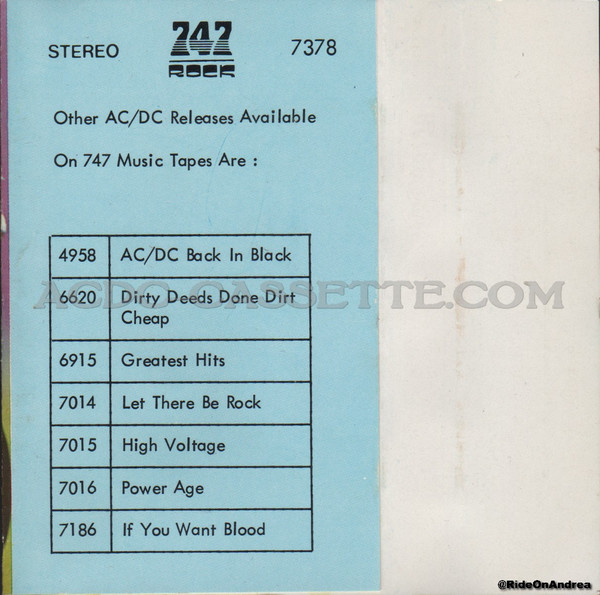 STEREO 747 ROCK 7378
Other AC/DC Releases Available
On 747 Music Tapes Are :
4958 AC/DC Back In Black
6620 Dirty Deeds Done Dirt
Cheap
6915 Greatest Hits
7014 Let There Be Rock
7015 High Voltage
7016 Power Age
7186 If You Want Blood
ACDC-CASSETTE.COM
@RideOnAndrea